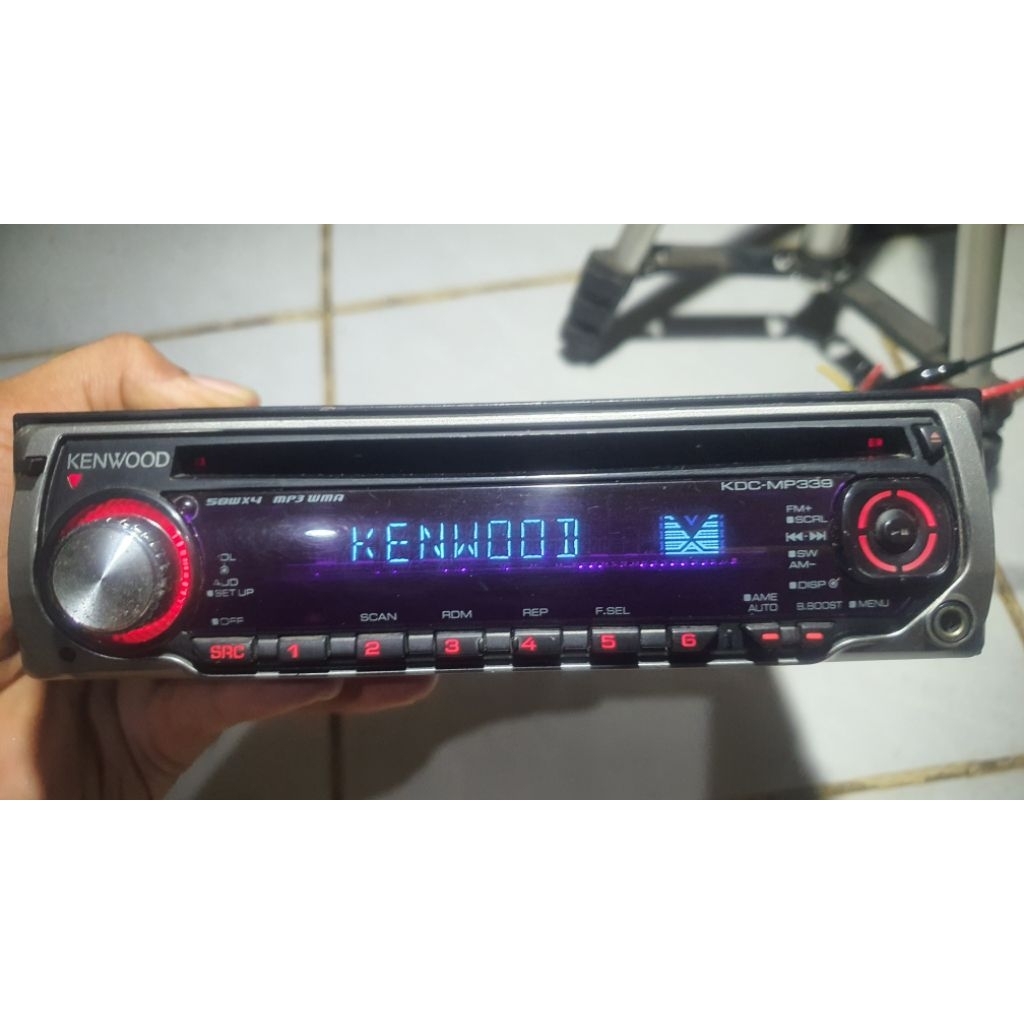 KENWOOD
KDC-MP339
50WX4 MP3 WMA
KENWOOD
FM+
SCRL
SW
AM-
DISP
AUD
SET UP
OFF
SCAN
RDM
REP
F.SEL
AME
AUTO
B.BOOST
MENU
SRC 1 2 3 4 5 6